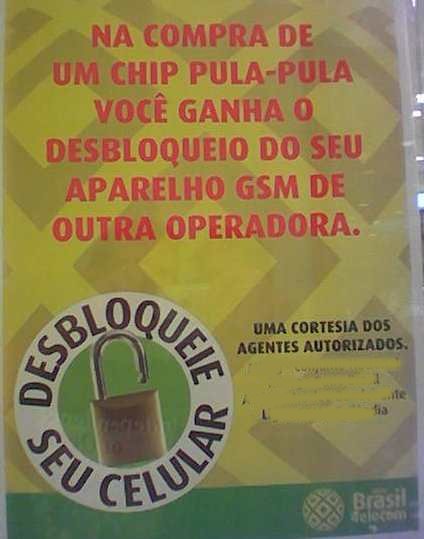 NA COMPRA DE
UM CHIP PULA-PULA
VOCÊ GANHA O
DESBLOQUEIO DO SEU
APARELHO GSM DE
OUTRA OPERADORA.
DESBLOQUEIE
SEU CELULAR
UMA CORTESIA DOS
AGENTES AUTORIZADOS.
Brasil
telecom